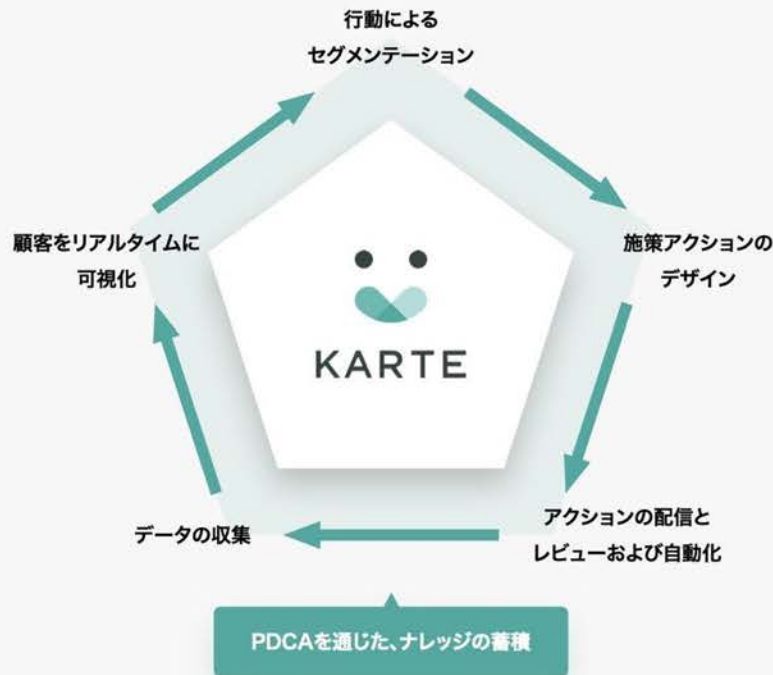 行動による
セグメンテーション
顧客をリアルタイムに
可視化
施策アクションの
デザイン
KARTE
データの収集
アクションの配信と
レビューおよび自動化
PDCAを通じた、ナレッジの蓄積